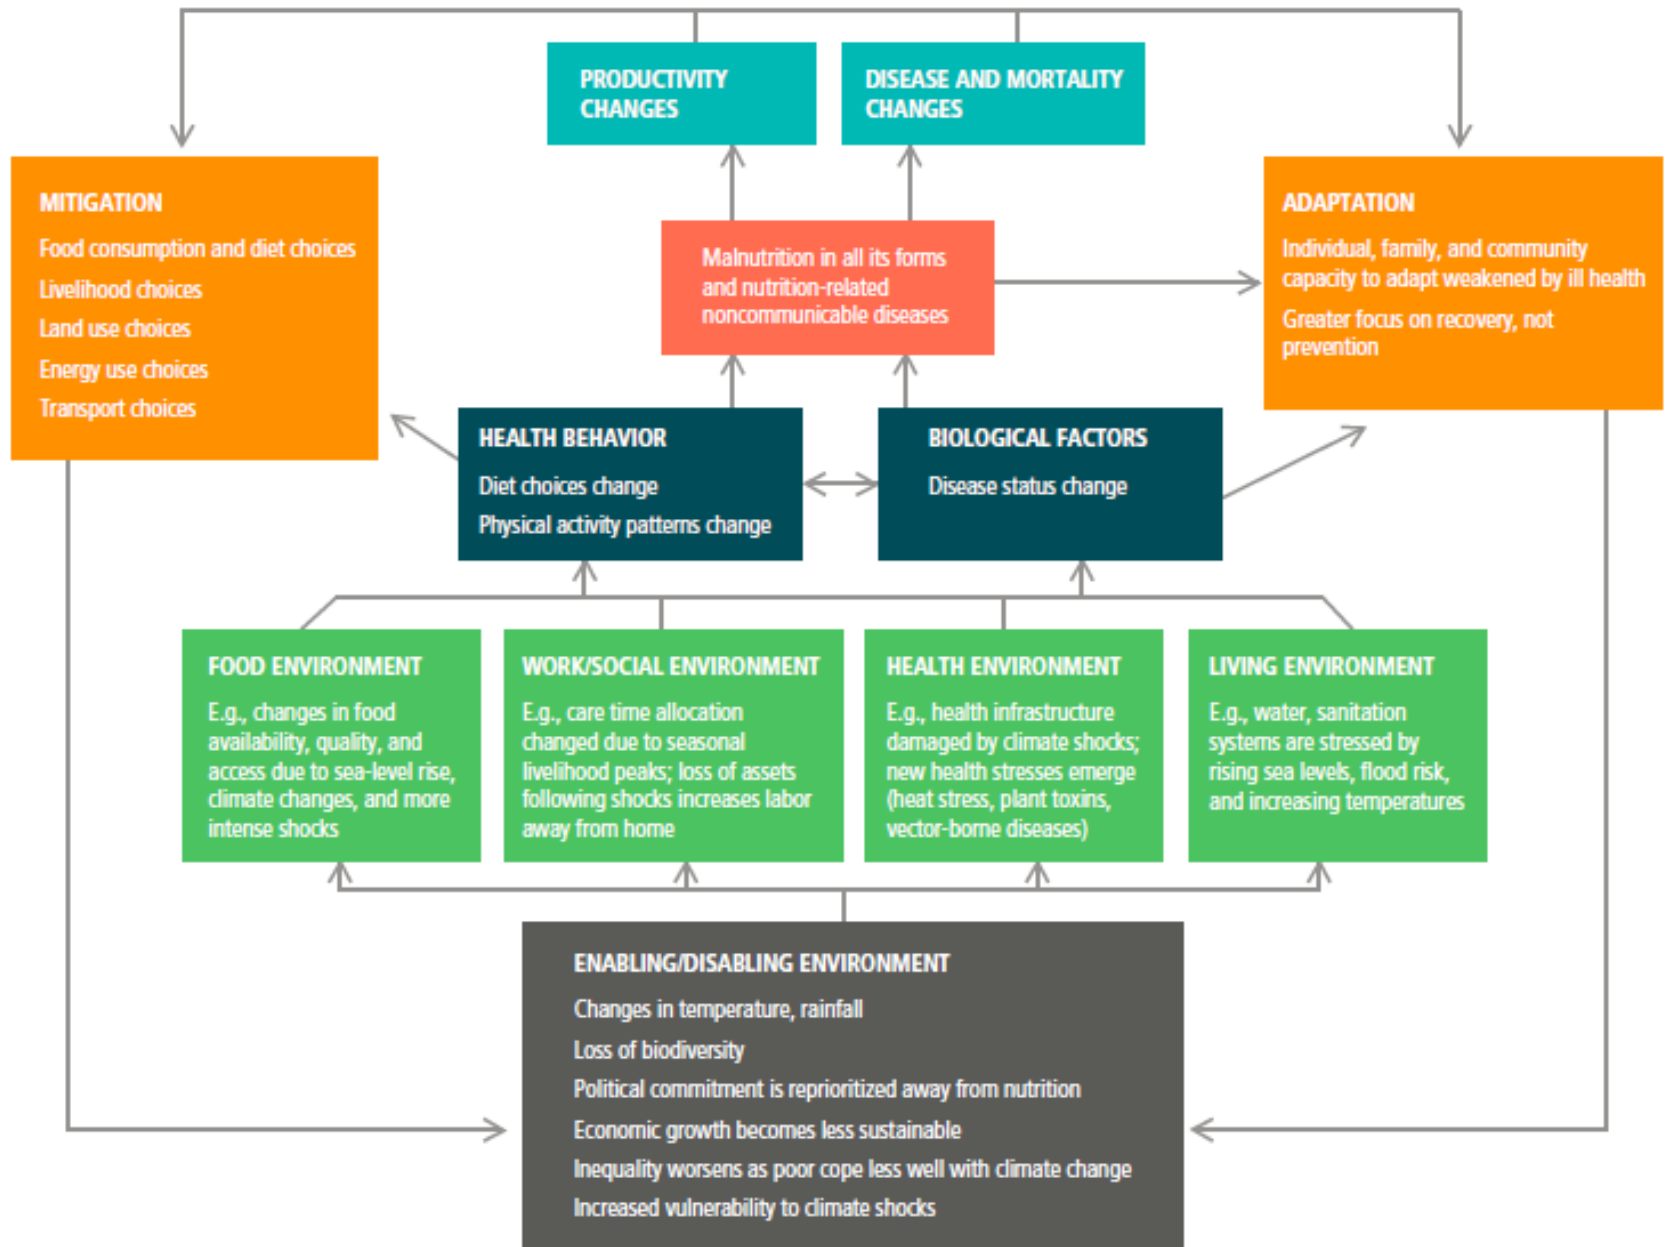 PRODUCTIVITY
CHANGES
DISEASE AND MORTALITY
CHANGES
MITIGATION
Food consumption and diet choices
Livelihood choices
Land use choices
Energy use choices
Transport choices
Malnutrition in all its forms
and nutrition-related
noncommunicable diseases
ADAPTATION
Individual, family, and community
capacity to adapt weakened by ill health
Greater focus on recovery, not
prevention
HEALTH BEHAVIOR
Diet choices change
Physical activity patterns change
BIOLOGICAL FACTORS
Disease status change
FOOD ENVIRONMENT
E.g., changes in food
availability, quality, and
access due to sea-level rise,
climate changes, and more
intense shocks
WORK/SOCIAL ENVIRONMENT
E.g., care time allocation
changed due to seasonal
livelihood peaks; loss of assets
following shocks increases labor
away from home
HEALTH ENVIRONMENT
E.g., health infrastructure
damaged by climate shocks;
new health stresses emerge
(heat stress, plant toxins,
vector-borne diseases)
LIVING ENVIRONMENT
E.g., water, sanitation
systems are stressed by
rising sea levels, flood risk,
and increasing temperatures
ENABLING/DISABLING ENVIRONMENT
Changes in temperature, rainfall
Loss of biodiversity
Political commitment is reprioritized away from nutrition
Economic growth becomes less sustainable
Inequality worsens as poor cope less well with climate change
Increased vulnerability to climate shocks